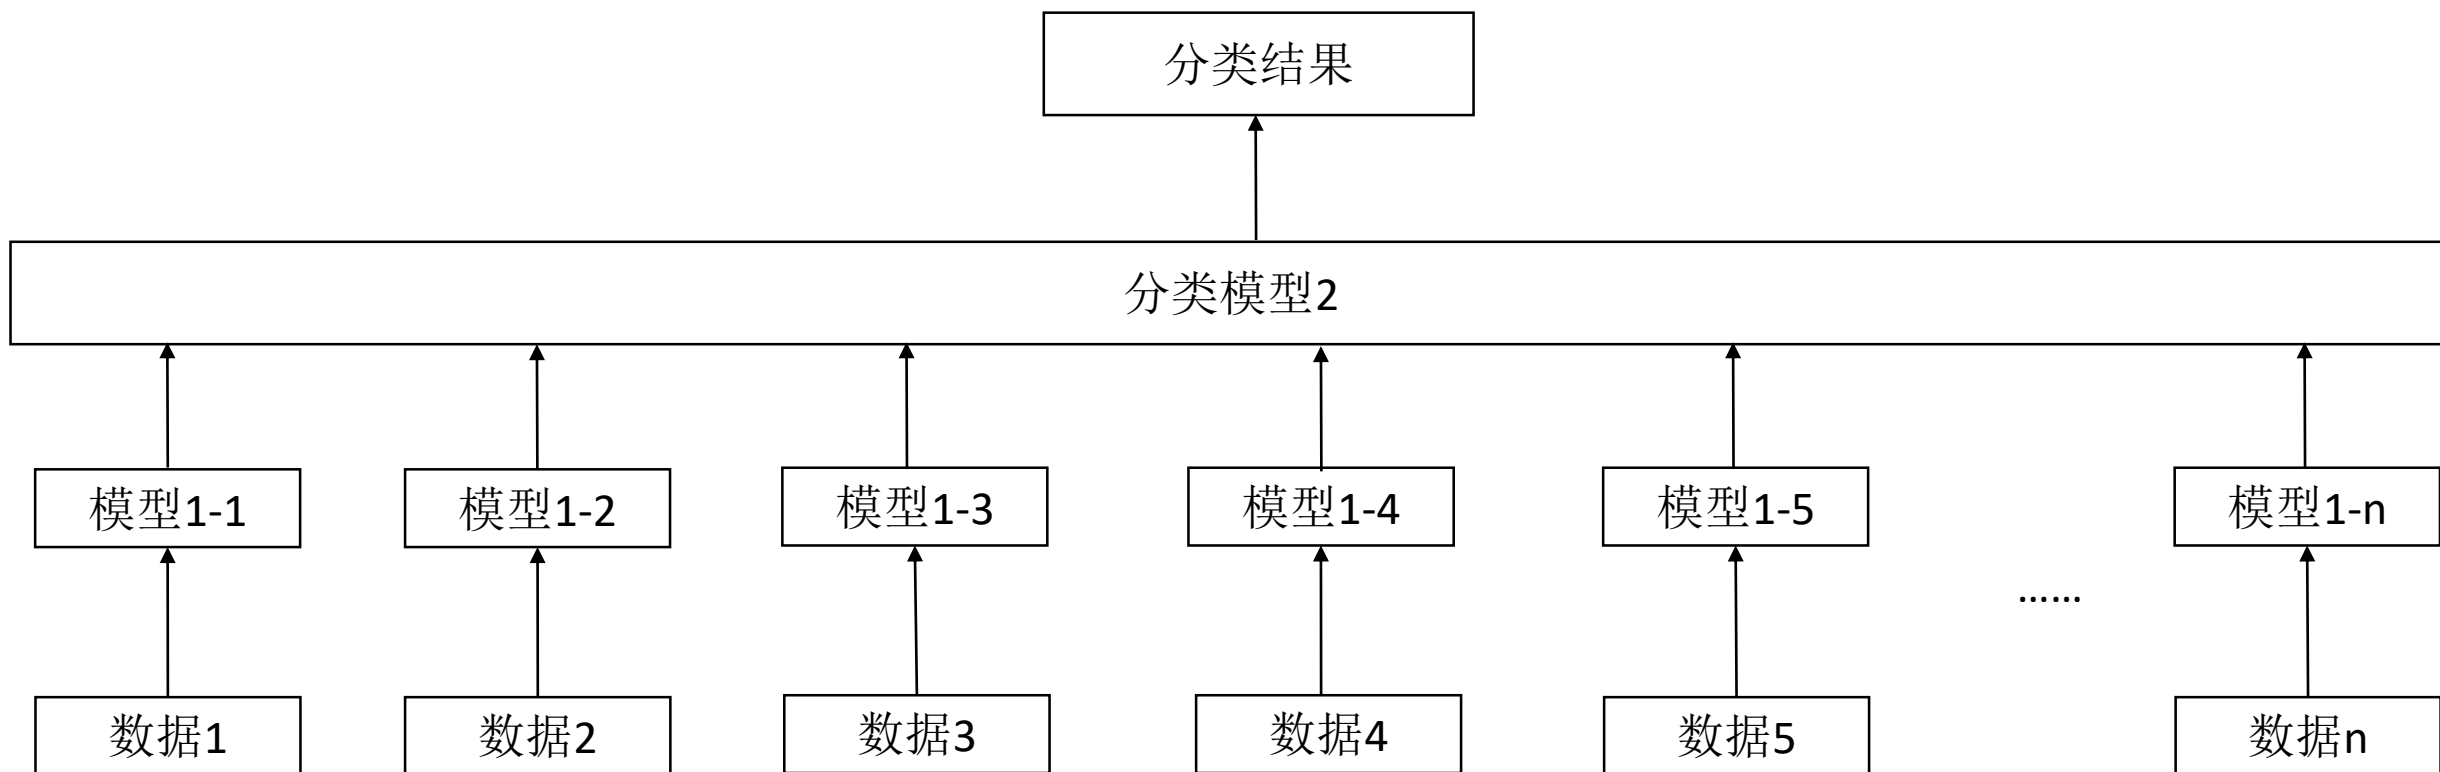 分类结果
分类模型2
模型1-1
模型1-2
模型1-3
模型1-4
模型1-5
模型1-n
……
数据1
数据2
数据3
数据4
数据5
数据n